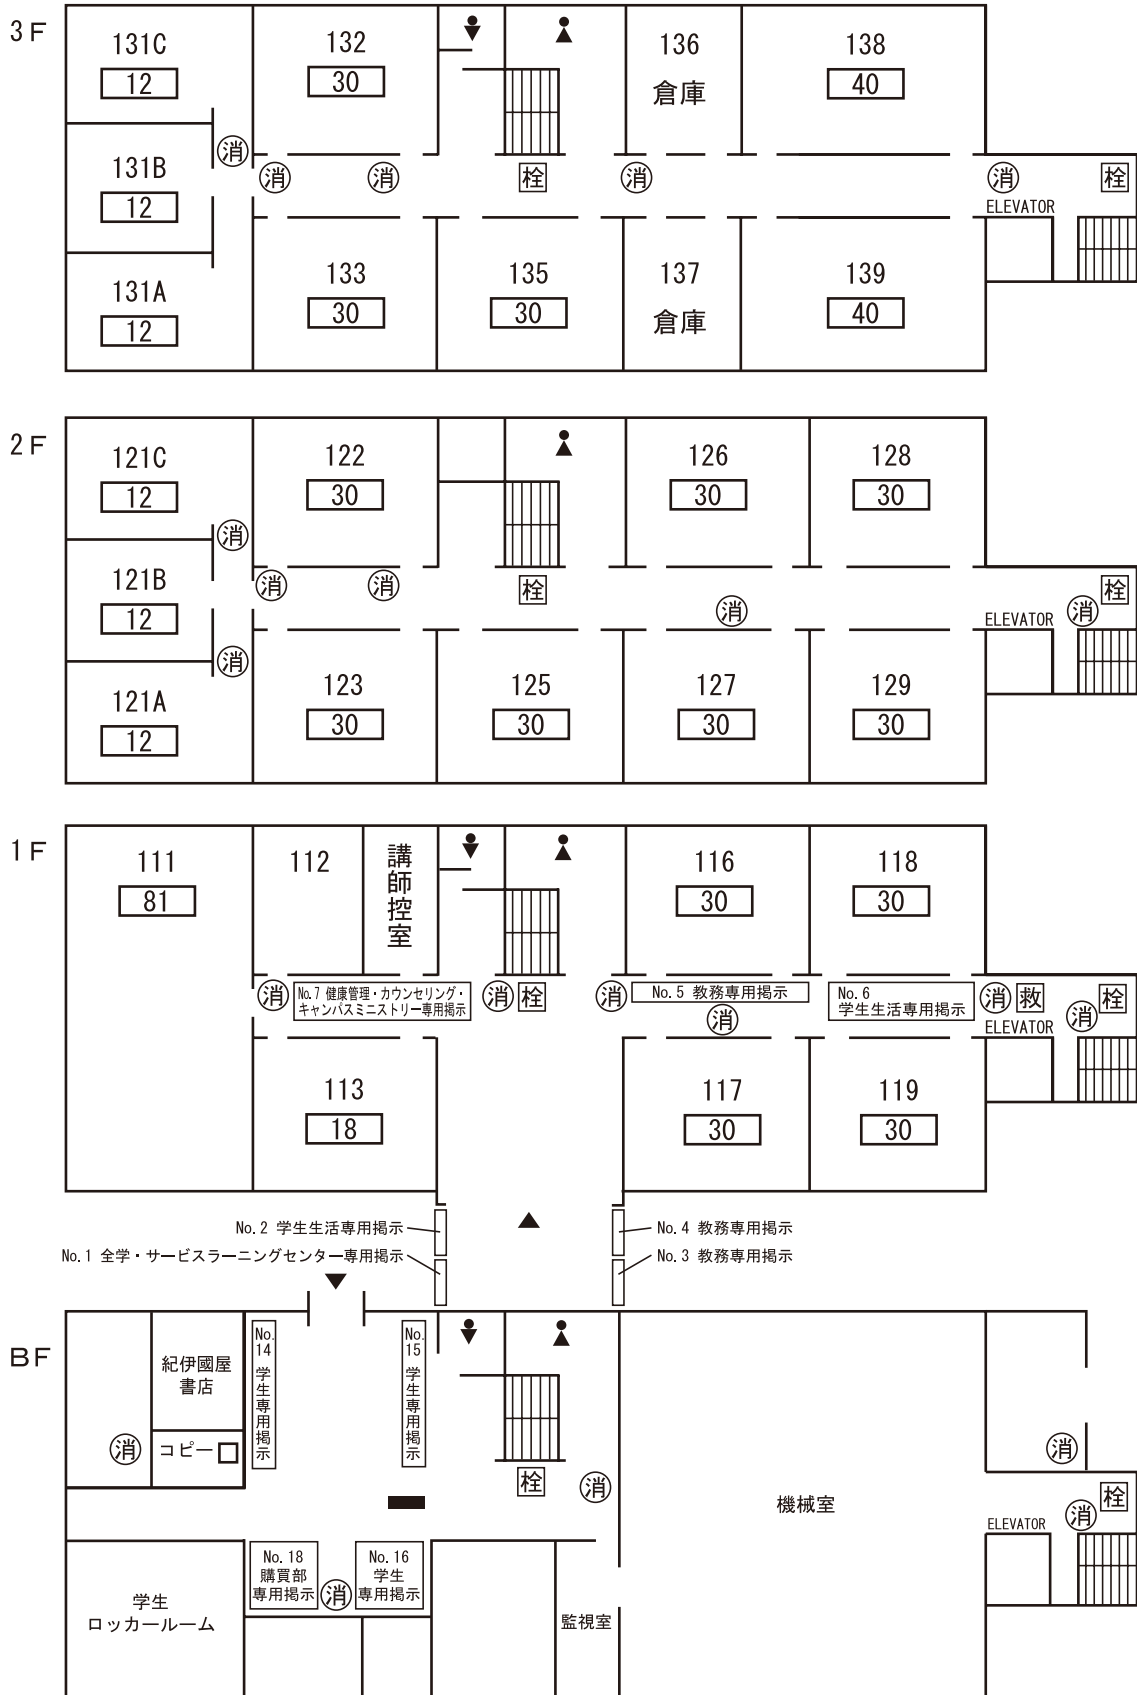 3F
131C
12
132
30
136
倉庫
138
40
消
131B
12
消
消
栓
消
消
栓
ELEVATOR
131A
12
133
30
135
30
137
倉庫
139
40
2F
121C
12
122
30
126
30
128
30
消
121B
12
消
消
栓
消
消
栓
ELEVATOR
消
121A
12
123
30
125
30
127
30
129
30
1F
111
81
112
講師控室
116
30
118
30
消
No.7 健康管理・カウンセリング・
キャンパスミニストリー専用掲示
消
栓
消
No.5 教務専用掲示
消
No.6
学生生活専用掲示
消
救
消
栓
ELEVATOR
113
18
117
30
119
30
No.2 学生生活専用掲示
No.4 教務専用掲示
No.1 全学・サービスラーニングセンター専用掲示
No.3 教務専用掲示
BF
紀伊國屋
書店
No.
14
学生専用掲示
No.
15
学生専用掲示
消
コピー
栓
消
機械室
消
消
栓
ELEVATOR
学生
ロッカールーム
No.18
購買部
専用掲示
消
No.16
学生
専用掲示
監視室